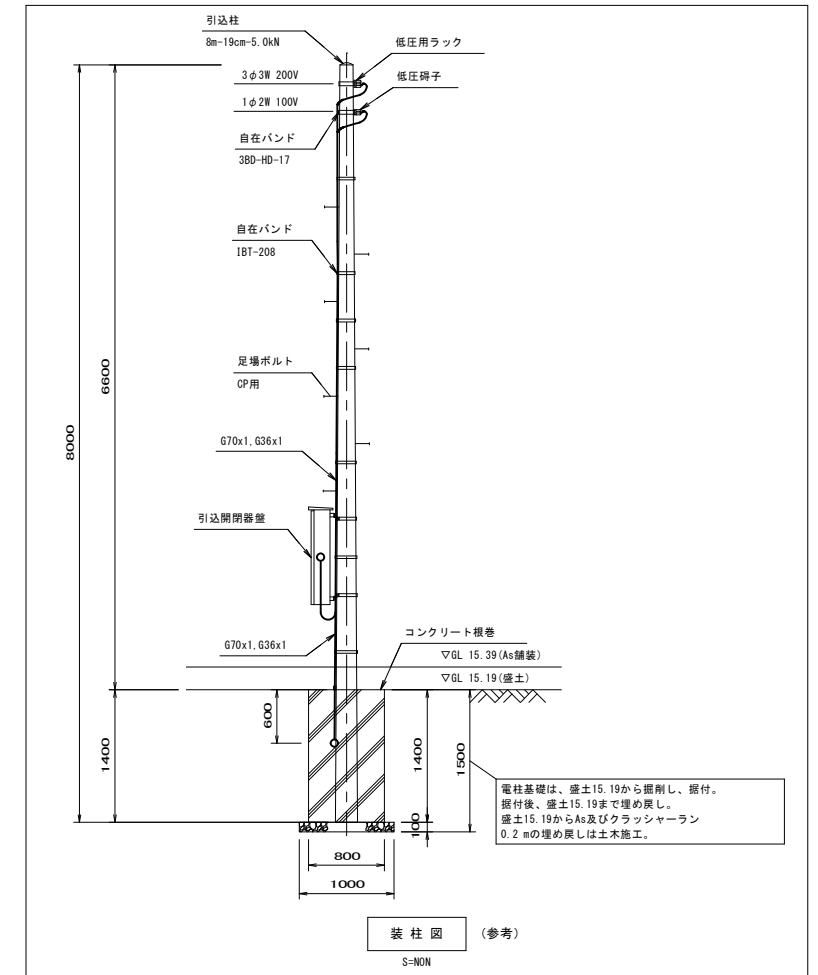 引込柱
8m-19cm-5.0kN
低圧用ラック
3φ3W 200V
低圧碍子
1φ2W 100V
自在バンド
3BD-HD-17
自在バンド
IBT-208
足場ボルト
CP用
6600
8000
G70x1,G36x1
引込開閉器盤
コンクリート根巻
G70x1,G36x1
▽GL 15.39(As舗装)
▽GL 15.19(盛土)
600
1400
1400
1500
100
電柱基礎は、盛土15.19から掘削し、据付。
据付後、盛土15.19まで埋め戻し。
盛土15.19からAs及びクラッシャーラン
0.2 mの埋め戻しは土木施工。
800
1000
装柱図 (参考)
S=NON